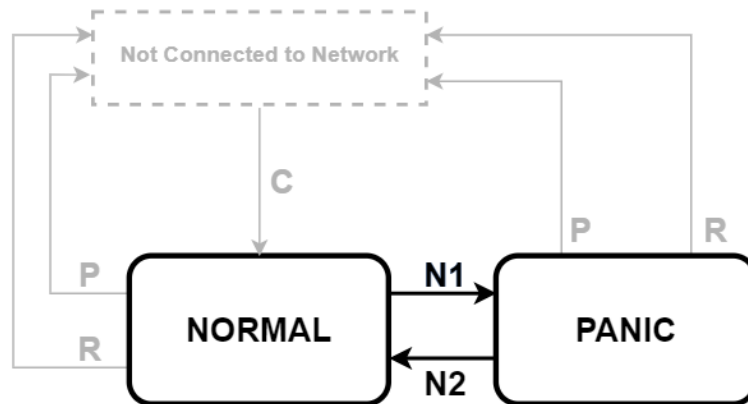 Not Connected to Network
C
P
R
P
R
N1
NORMAL
PANIC
N2